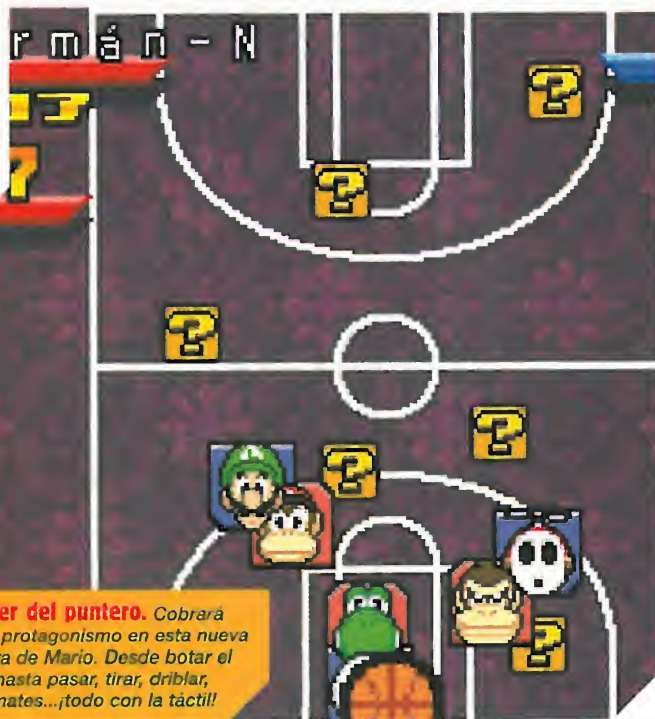 rmán-N
?
?
?
?
?
?
?
er del puntero. Cobrará
protagonismo en esta nueva
a de Mario. Desde botar el
hasta pasar, tirar, driblar,
mates...¡todo con la táctil!